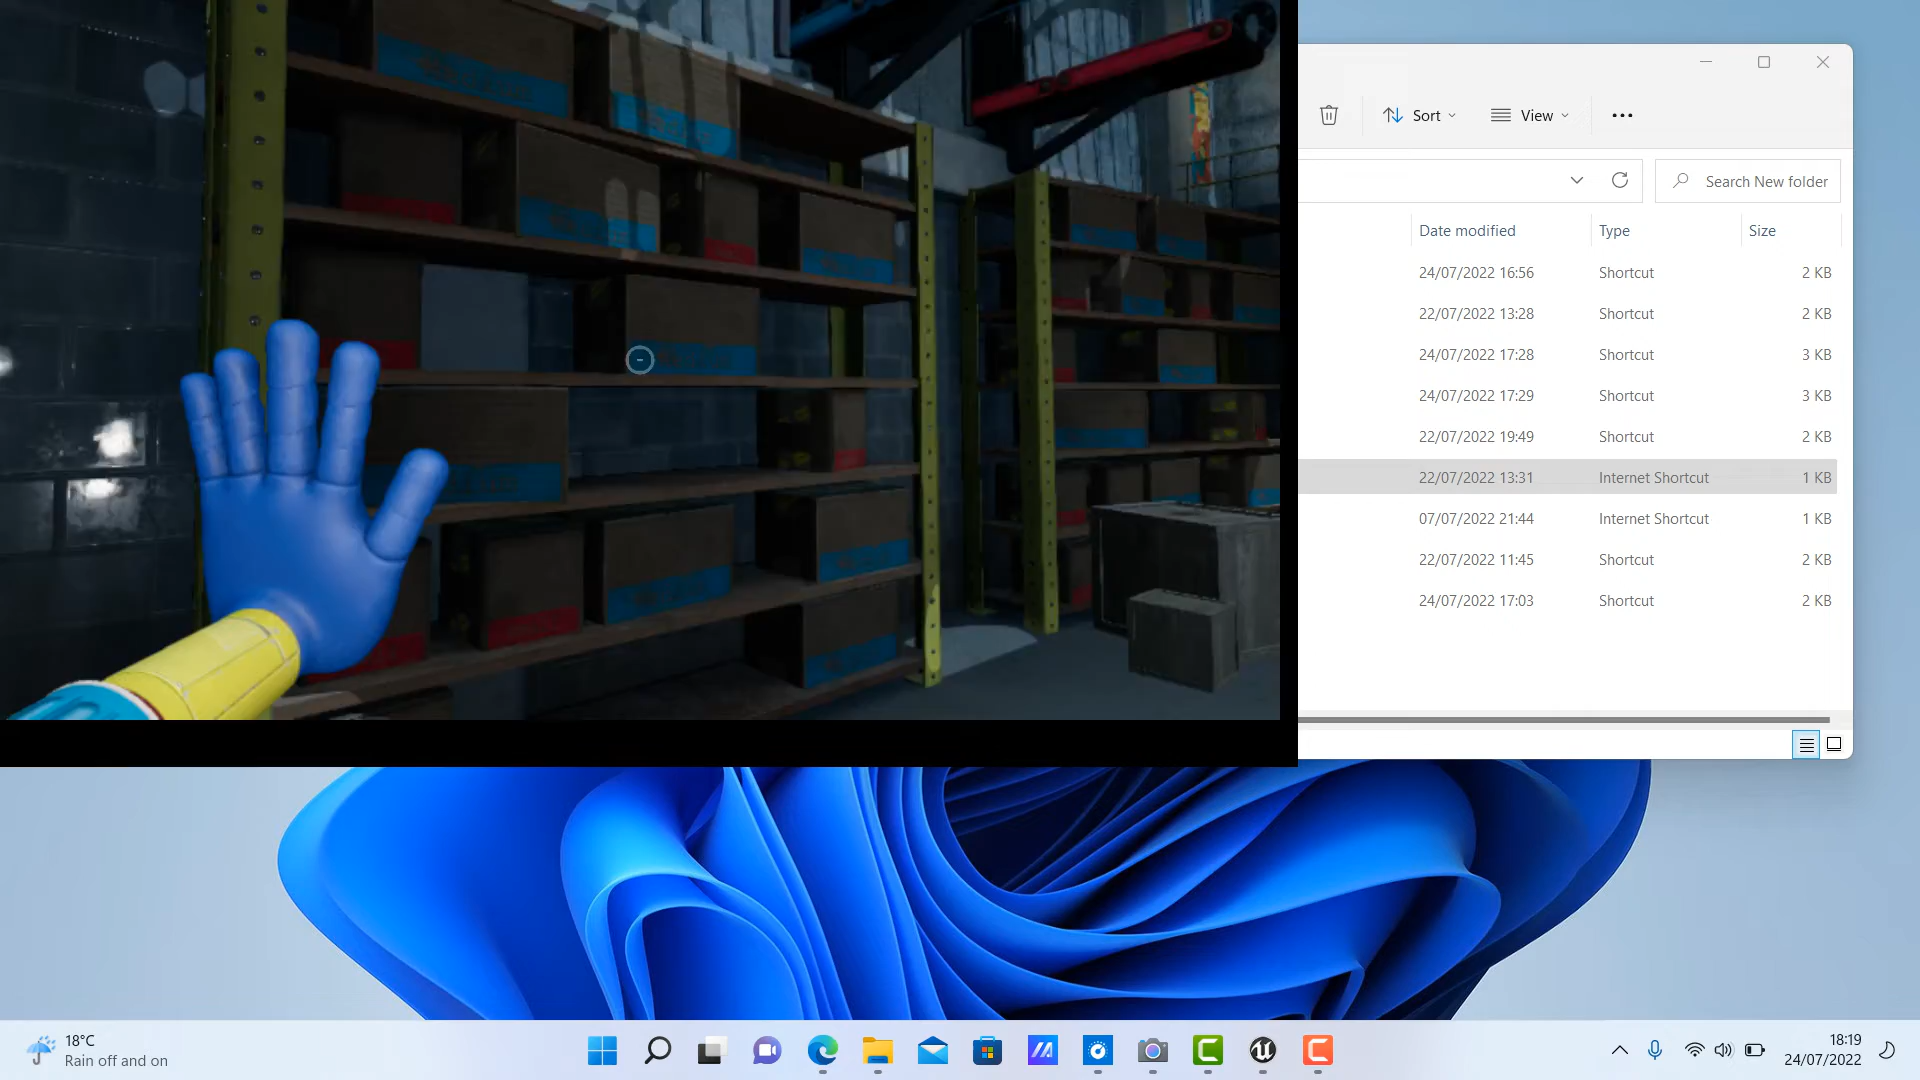 Sort
View
Search New folder
Date modified Type Size
24/07/2022 16:56 Shortcut 2 KB
22/07/2022 13:28 Shortcut 2 KB
24/07/2022 17:28 Shortcut 3 KB
24/07/2022 17:29 Shortcut 3 KB
22/07/2022 19:49 Shortcut 2 KB
22/07/2022 13:31 Internet Shortcut 1 KB
07/07/2022 21:44 Internet Shortcut 1 KB
22/07/2022 11:45 Shortcut 2 KB
24/07/2022 17:03 Shortcut 2 KB
18°C
Rain off and on
18:19
24/07/2022